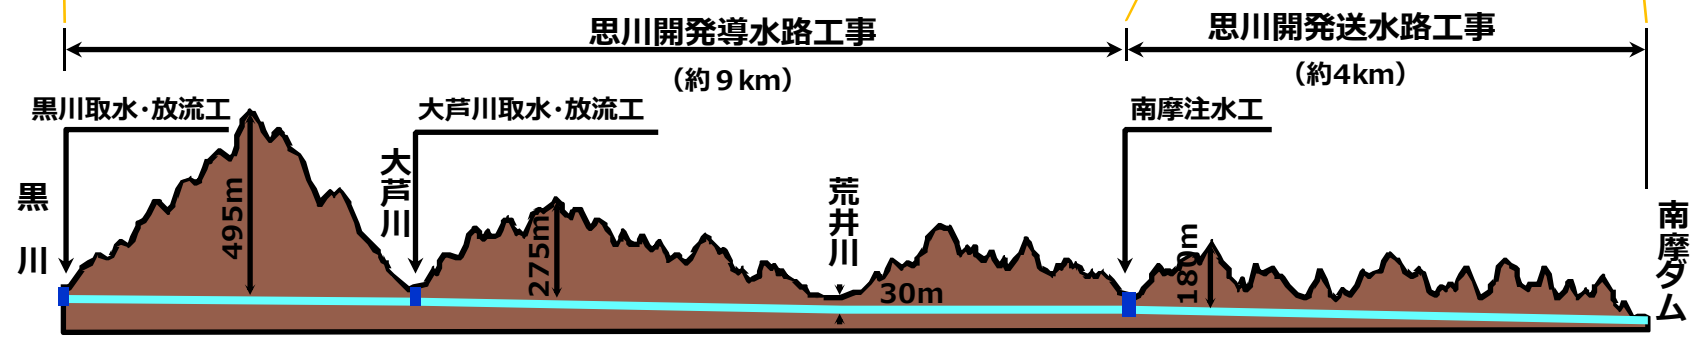 思川開発導水路工事
思川開発送水路工事
（約９km）
（約4km）
黒川取水･放流工
大芦川取水･放流工
南摩注水工
黒川
大芦川
荒井川
南摩ダム
495m
275m
30m
180m